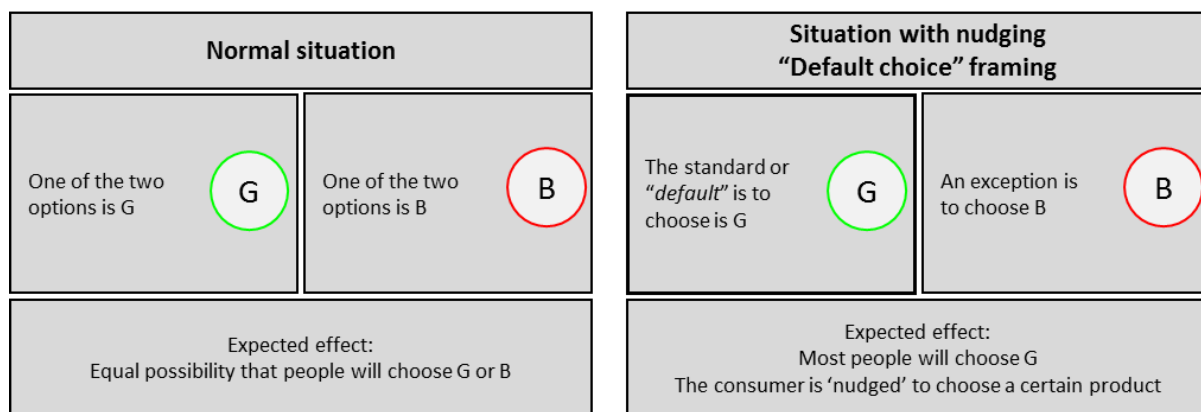 Normal situation
One of the two
options is G
G
One of the two
options is B
B
Expected effect:
Equal possibility that people will choose G or B
Situation with nudging
“Default choice” framing
The standard or
“default” is to
choose is G
G
An exception is
to choose B
B
Expected effect:
Most people will choose G
The consumer is ‘nudged’ to choose a certain product